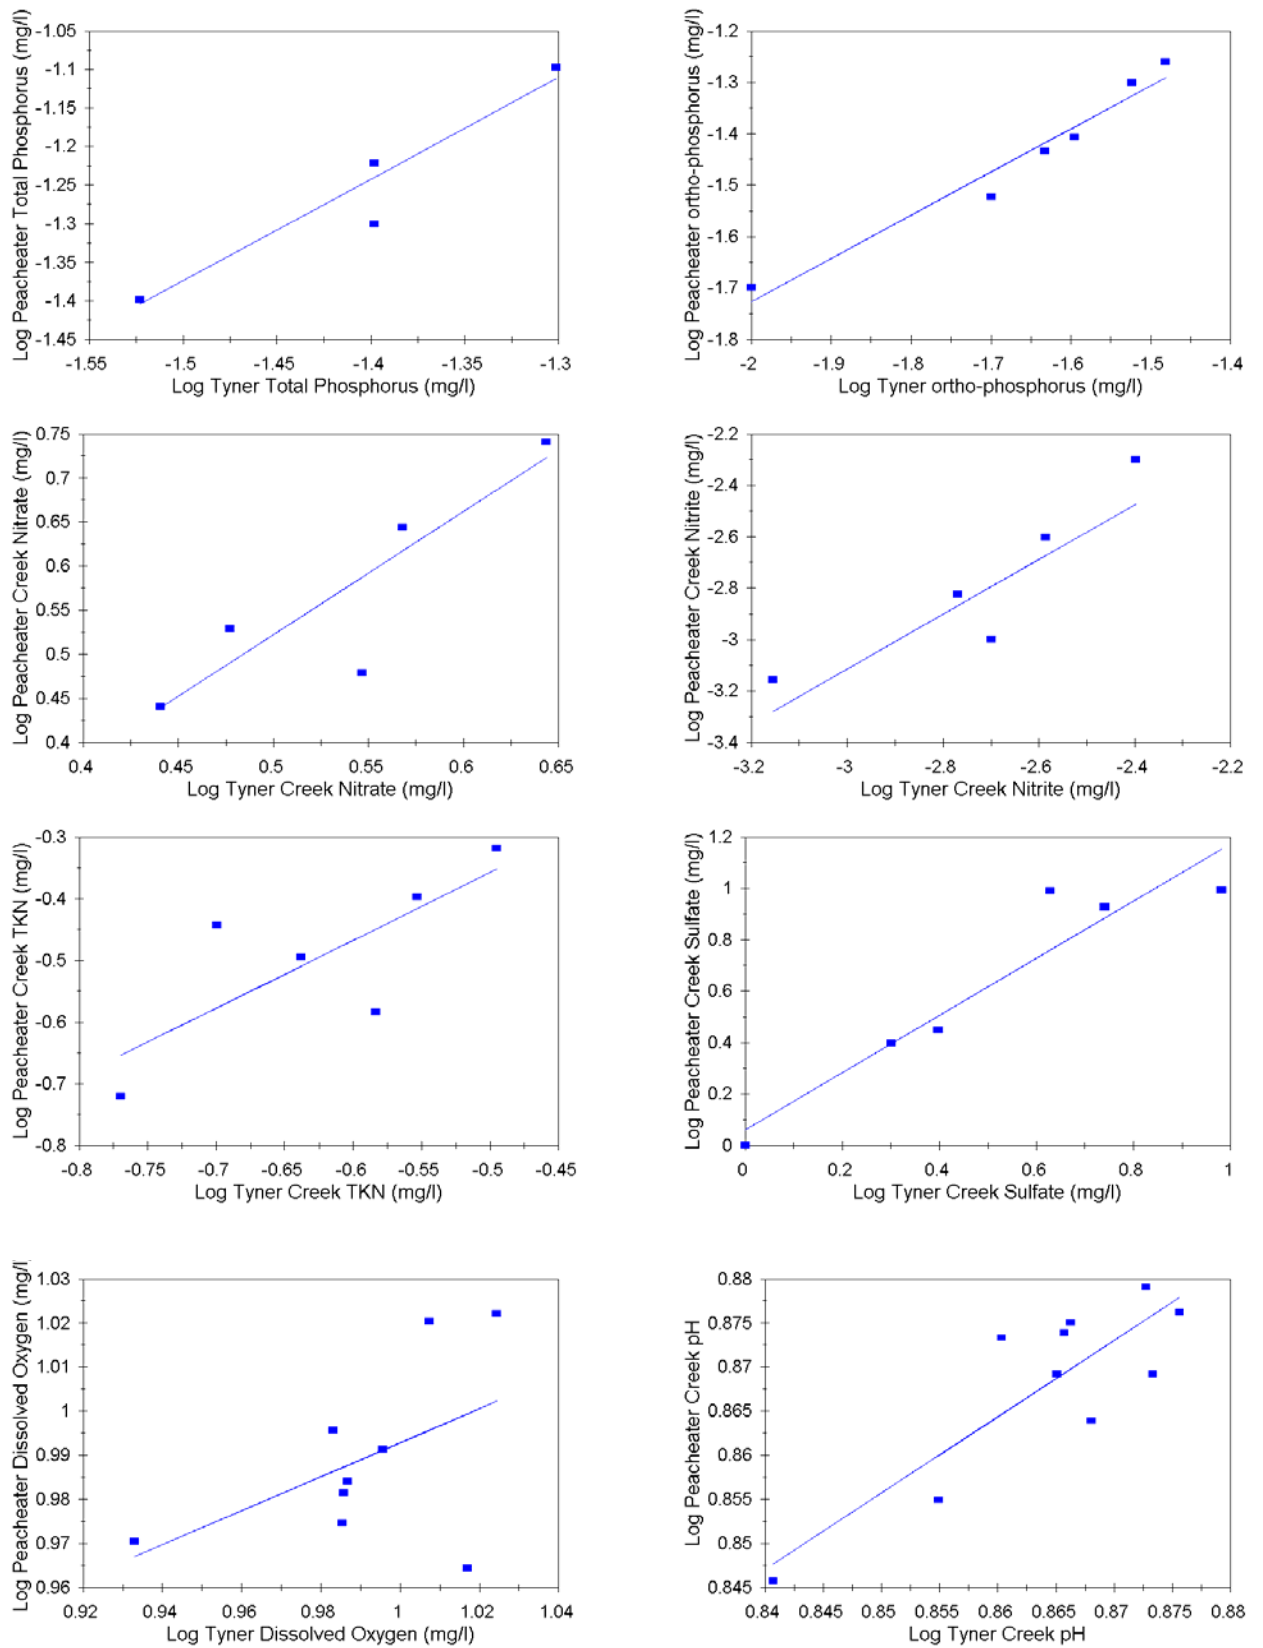 Log Peacheater Total Phosphorus (mg/l)
-1.05
-1.1
-1.15
-1.2
-1.25
-1.3
-1.35
-1.4
-1.45
-1.55 -1.5 -1.45 -1.4 -1.35 -1.3
Log Tyner Total Phosphorus (mg/l)
Log Peacheater ortho-phosphorus (mg/l)
-1.2
-1.3
-1.4
-1.5
-1.6
-1.7
-1.8
-2 -1.9 -1.8 -1.7 -1.6 -1.5 -1.4
Log Tyner ortho-phosphorus (mg/l)
Log Peacheater Creek Nitrate (mg/l)
0.75
0.7
0.65
0.6
0.55
0.5
0.45
0.4
0.4 0.45 0.5 0.55 0.6 0.65
Log Tyner Creek Nitrate (mg/l)
Log Peacheater Creek Nitrite (mg/l)
-2.2
-2.4
-2.6
-2.8
-3
-3.2
-3.4
-3.2 -3 -2.8 -2.6 -2.4 -2.2
Log Tyner Creek Nitrite (mg/l)
Log Peacheater Creek TKN (mg/l)
-0.3
-0.4
-0.5
-0.6
-0.7
-0.8
-0.8 -0.75 -0.7 -0.65 -0.6 -0.55 -0.5 -0.45
Log Tyner Creek TKN (mg/l)
Log Peacheater Creek Sulfate (mg/l)
1.2
1
0.8
0.6
0.4
0.2
0
0 0.2 0.4 0.6 0.8 1
Log Tyner Creek Sulfate (mg/l)
Log Peacheater Dissolved Oxygen (mg/l
1.03
1.02
1.01
1
0.99
0.98
0.97
0.96
0.92 0.94 0.96 0.98 1 1.02 1.04
Log Tyner Dissolved Oxygen (mg/l)
Log Peacheater Creek pH
0.88
0.875
0.87
0.865
0.86
0.855
0.85
0.845
0.84 0.845 0.85 0.855 0.86 0.865 0.87 0.875 0.88
Log Tyner Creek pH